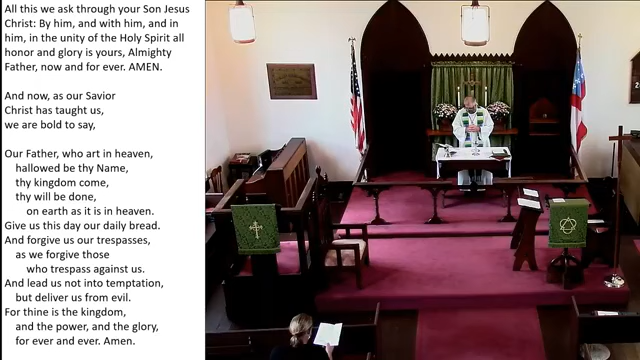 All this we ask through your Son Jesus
Christ: By him, and with him, and in
him, in the unity of the Holy Spirit all
honor and glory is yours, Almighty
Father, now and for ever. AMEN.
And now, as our Savior
Christ has taught us,
we are bold to say,
Our Father, who art in heaven,
hallowed be thy Name,
thy kingdom come,
thy will be done,
on earth as it is in heaven.
Give us this day our daily bread.
And forgive us our trespasses,
as we forgive those
who trespass against us.
And lead us not into temptation,
but deliver us from evil.
For thine is the kingdom,
and the power, and the glory,
for ever and ever. Amen.